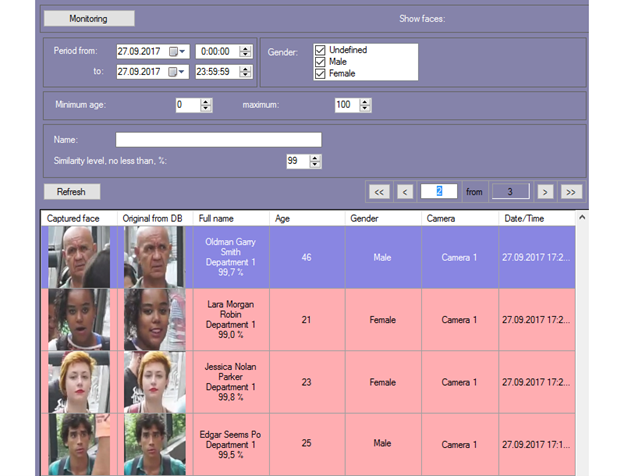 Monitoring
Show faces:
Period from:
27.09.2017
0:00:00
to:
27.09.2017
23:59:59
Gender:
Undefined
Male
Female
Minimum age:
0
maximum:
100
Name:
Similarity level, no less than, %:
99
Refresh
<<
<
2
from
3
>
>>
Captured face
Original from DB
Full name
Age
Gender
Camera
Date/Time
Oldman Garry
Smith
Department 1
99,7 %
46
Male
Camera 1
27.09.2017 17:2...
Lara Morgan
Robin
Department 1
99,0 %
21
Female
Camera 1
27.09.2017 17:2...
Jessica Nolan
Parker
Department 1
99,8 %
23
Female
Camera 1
27.09.2017 17:2...
Edgar Seems Po
Department 1
99,5 %
25
Male
Camera 1
27.09.2017 17:1...